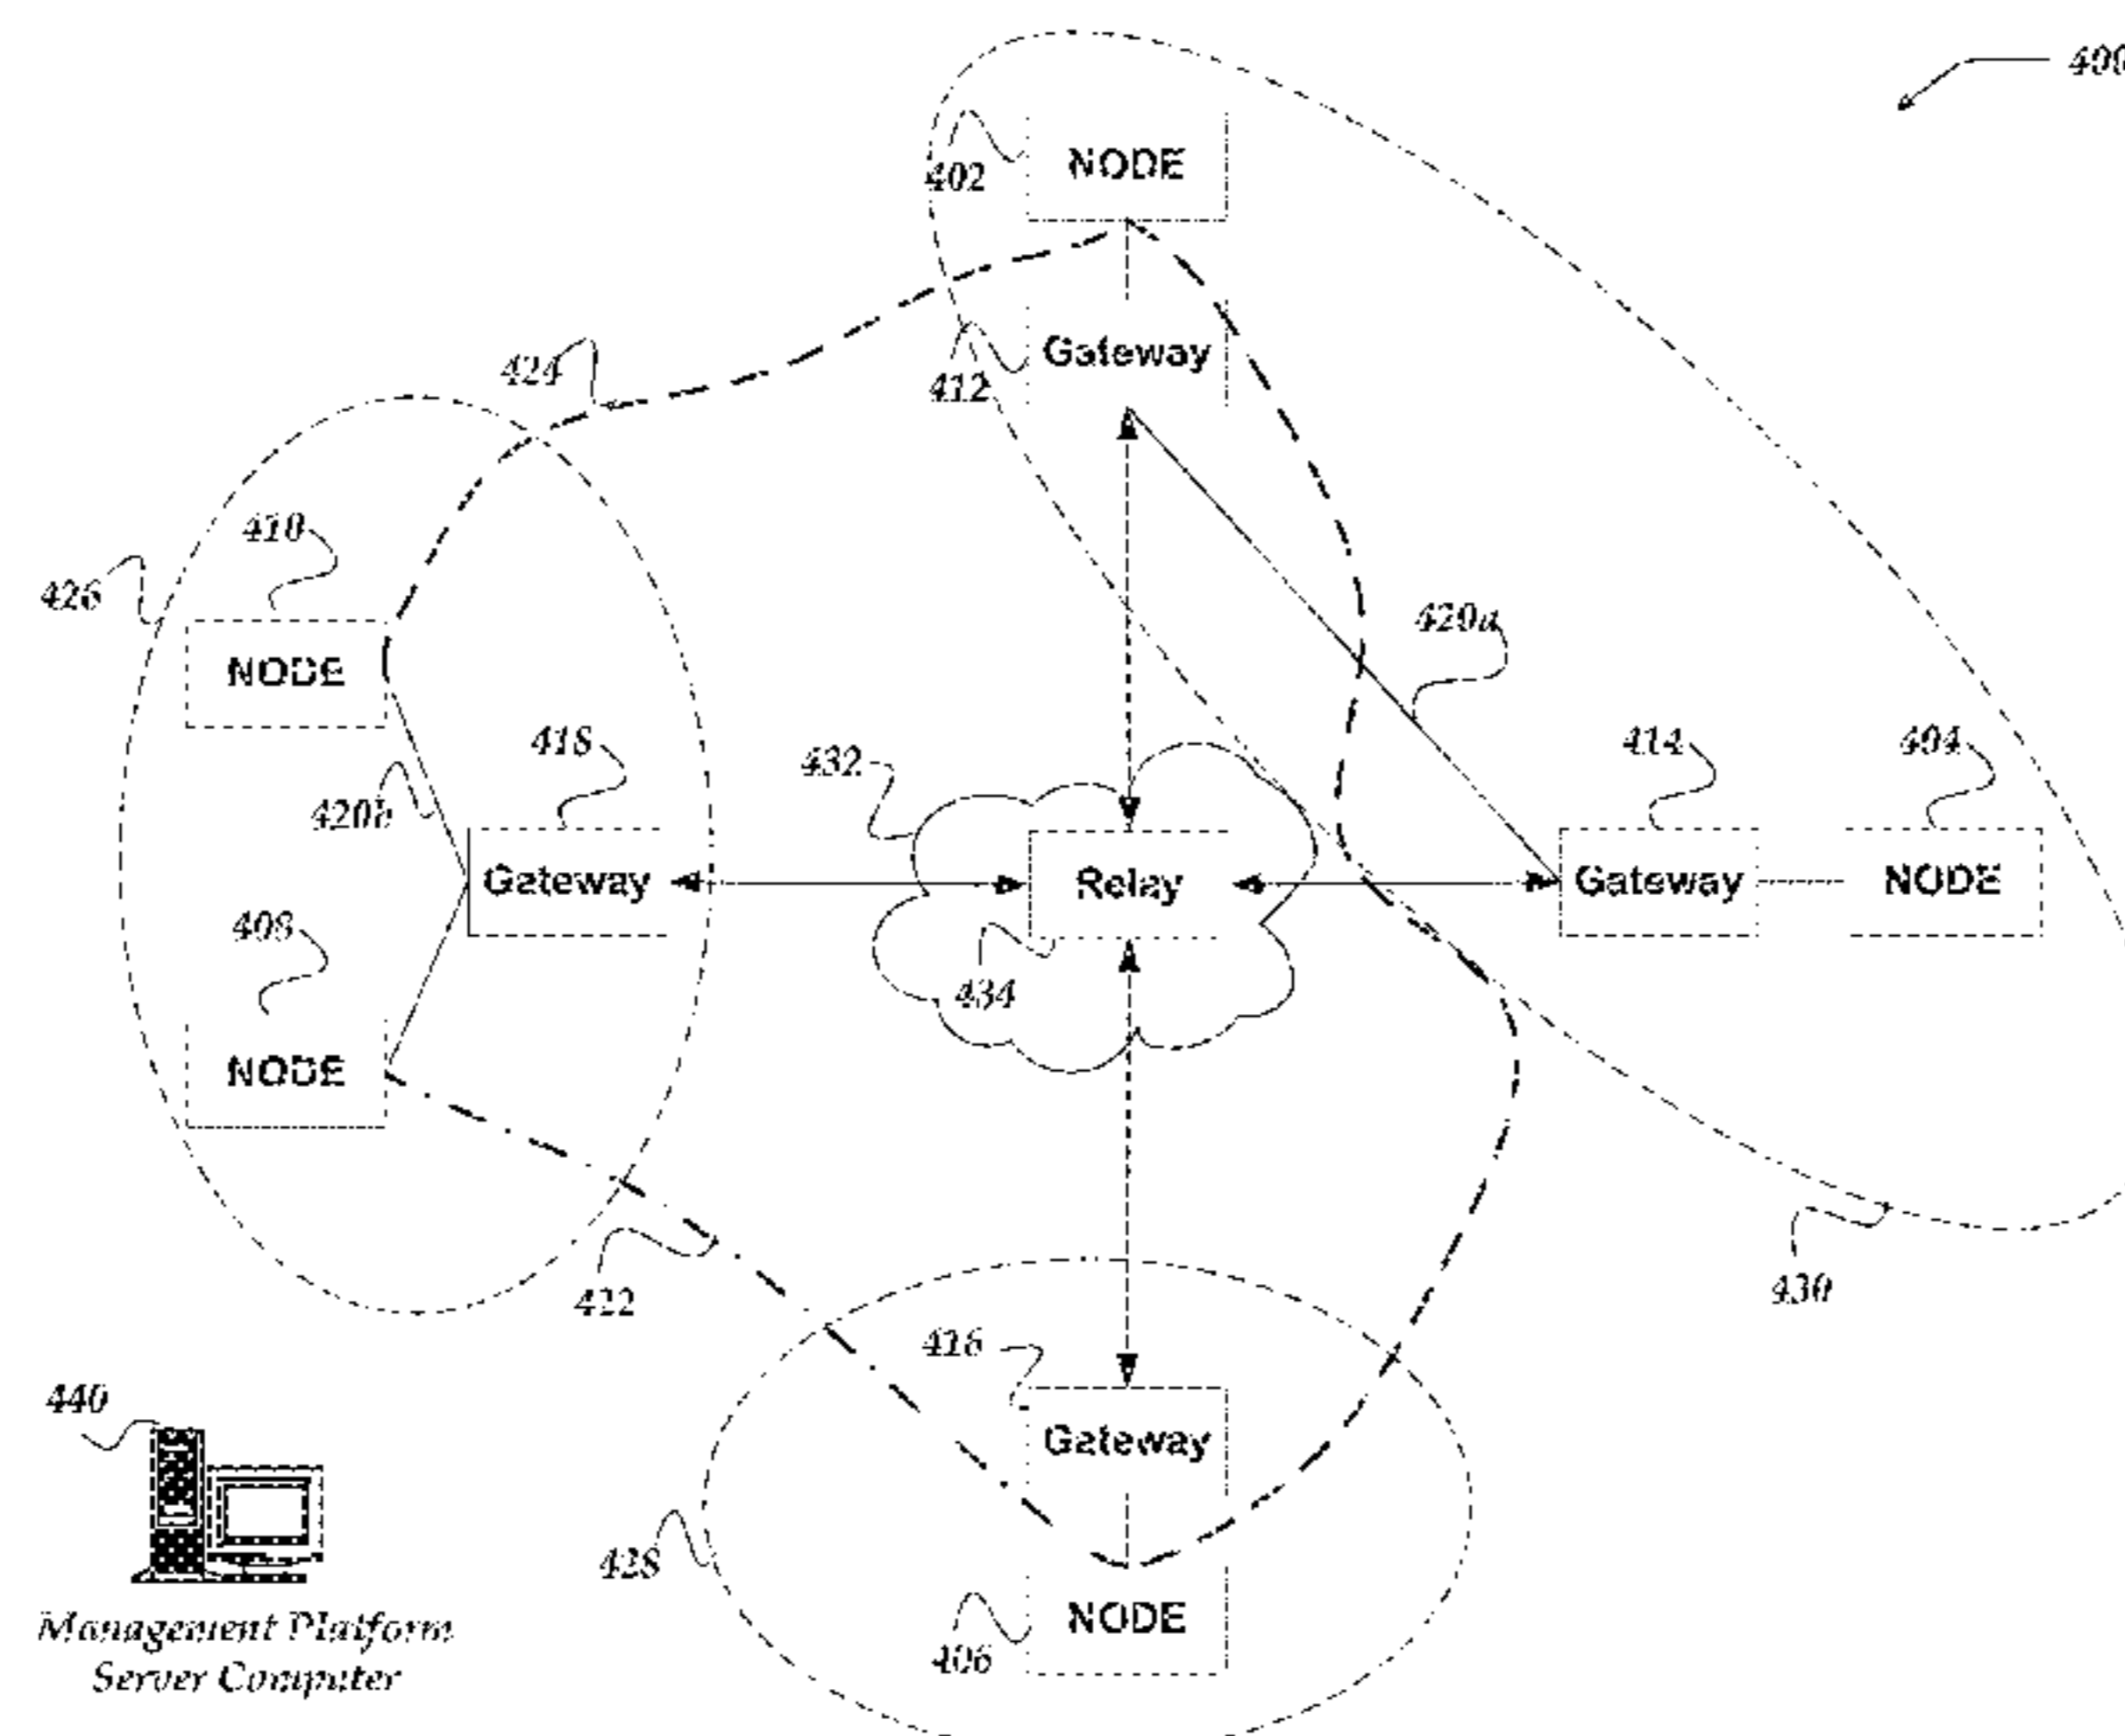 400
NODE
402
Gateway
412
424
410
426
NODE
420a
418
432
414
404
420b
Gateway
Relay
Gateway
NODE
408
434
NODE
422
430
416
440
Gateway
428
NODE
406
Management Platform
Server Computer